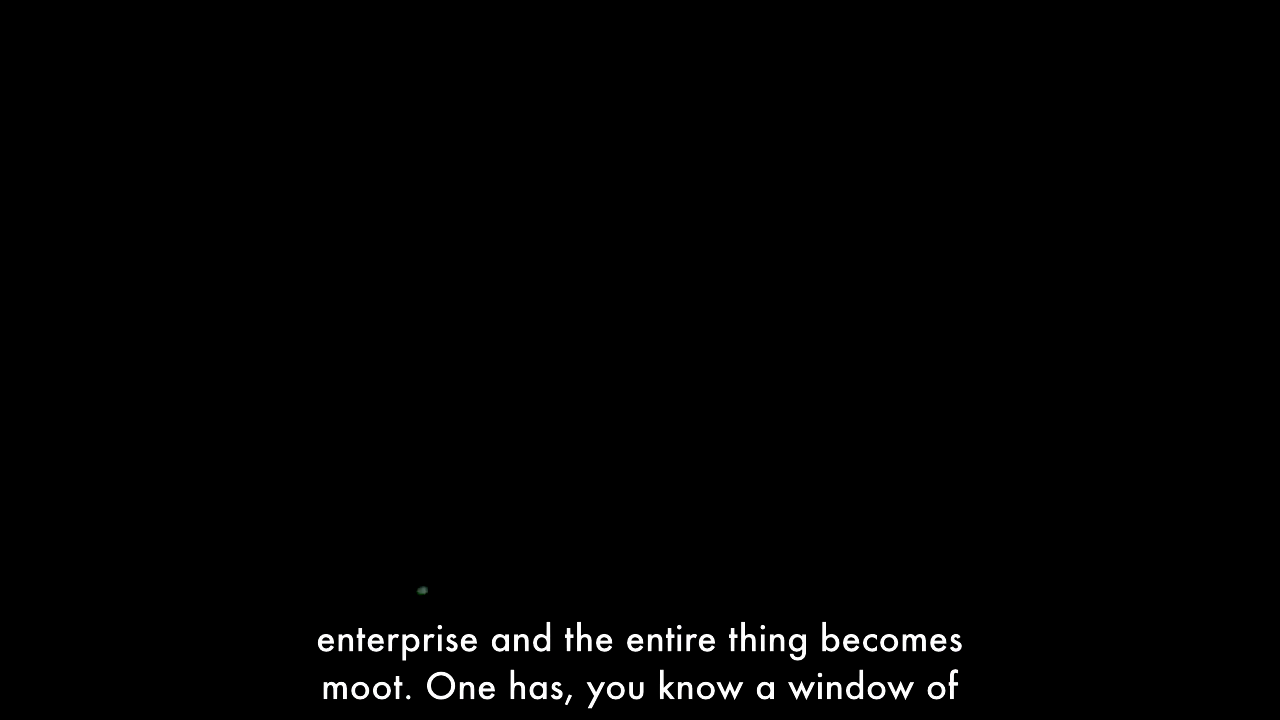 enterprise and the entire thing becomes
moot. One has, you know a window of